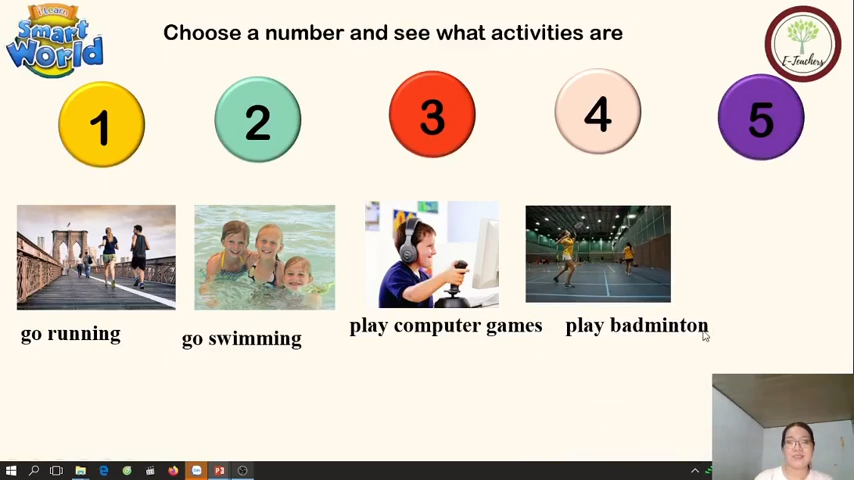 i-Learn
Smart
World
Choose a number and see what activities are
E-Teachers
1
2
3
4
5
go running
go swimming
play computer games
play badminton